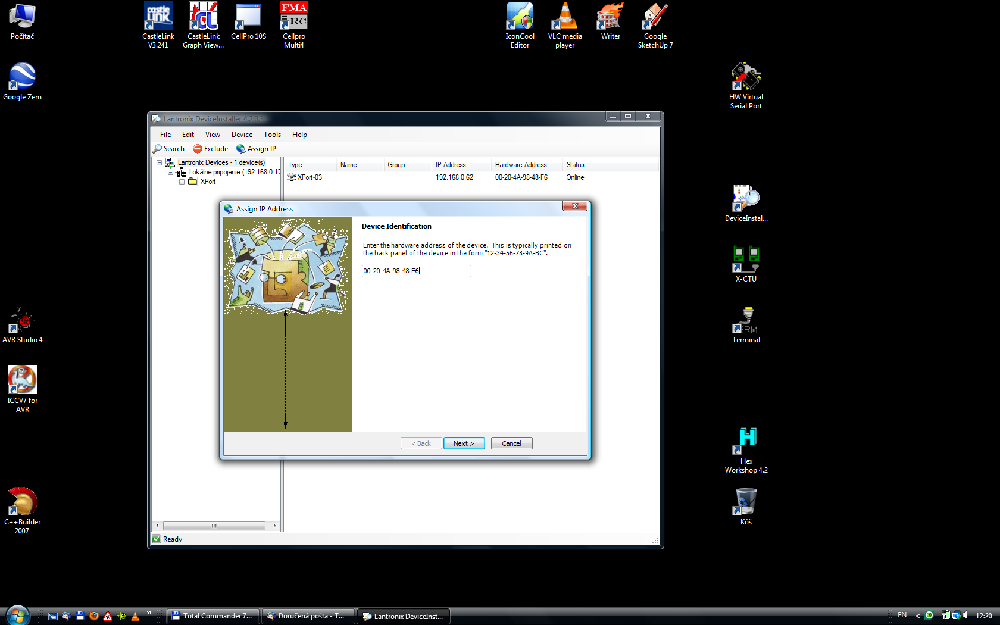 Počítač
CastleLink
V3.241
CastleLink
Graph View...
CellPro 10S
FMA
RC
Cellpro
Multi4
IconCool
Editor
VLC media
player
Writer
Google
SketchUp 7
Google Zem
HW Virtual
Serial Port
Lantronix DeviceInstaller 4.2.0.3
File Edit View Device Tools Help
Search Exclude Assign IP
Lantronix Devices - 1 device(s)
Lokálne pripojenie (192.168.0.17
XPort
Type Name Group IP Address Hardware Address Status
XPort-03 192.168.0.62 00-20-4A-98-48-F6 Online
Assign IP Address
Device Identification
Enter the hardware address of the device. This is typically printed on
the back panel of the device in the form "12-34-56-78-9A-BC".
00-20-4A-98-48-F6
< Back Next > Cancel
Ready
DeviceInstal...
X-CTU
Terminal
AVR Studio 4
ICCV7 for
AVR
Hex
Workshop 4.2
C++Builder
2007
Kôš
Total Commander 7... Doručená pošta - T... Lantronix DeviceInst...
EN 12:20